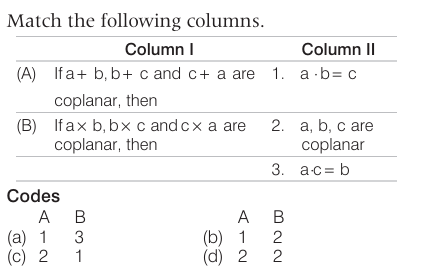 Match the following columns.
Column I Column II
(A) If a + b, b + c and c + a are 1. a · b = c
coplanar, then
(B) If a × b, b × c and c × a are 2. a, b, c are
coplanar, then coplanar
3. a·c = b
Codes
A B A B
(a) 1 3 (b) 1 2
(c) 2 1 (d) 2 2